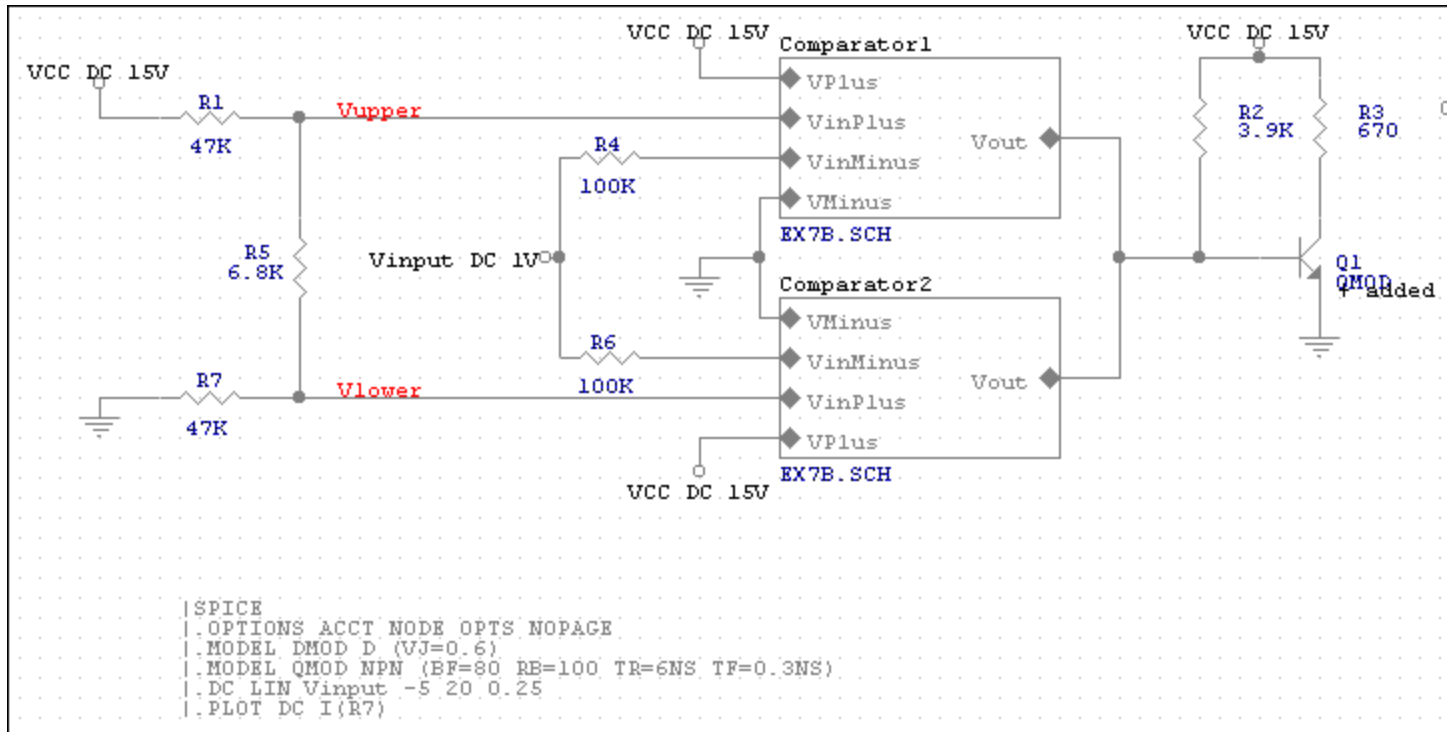 VCC DC 15V
VCC DC 15V
Comparator1
VCC DC 15V
R1
47K
Vupper
VPlus
VinPlus
VinMinus
VMinus
Vout
EX7B.SCH
R4
100K
R2
3.9K
R3
670
R5
6.8K
Vinput DC 1V
Q1
QMOD
+ added
Comparator2
VMinus
VinMinus
VinPlus
VPlus
Vout
EX7B.SCH
R6
100K
R7
47K
Vlower
VCC DC 15V
|SPICE
|.OPTIONS ACCT NODE OPTS NOPAGE
|.MODEL DMOD D (VJ=0.6)
|.MODEL QMOD NPN (BF=80 RB=100 TR=6NS TF=0.3NS)
|.DC LIN Vinput -5 20 0.25
|.PLOT DC I(R7)